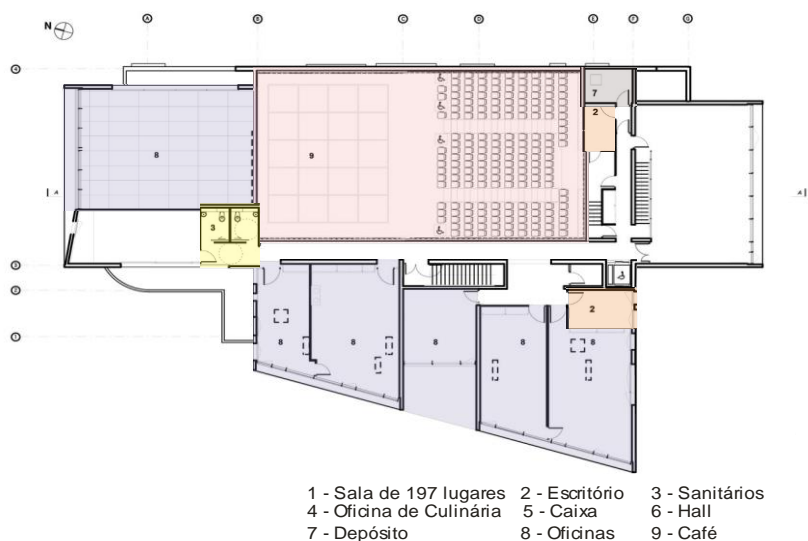 A B C D E F G
N
4
7
2
8
9
A A
3
3
2
2
8 8 8 8 8
1
1 - Sala de 197 lugares 2 - Escritório 3 - Sanitários
4 - Oficina de Culinária 5 - Caixa 6 - Hall
7 - Depósito 8 - Oficinas 9 - Café